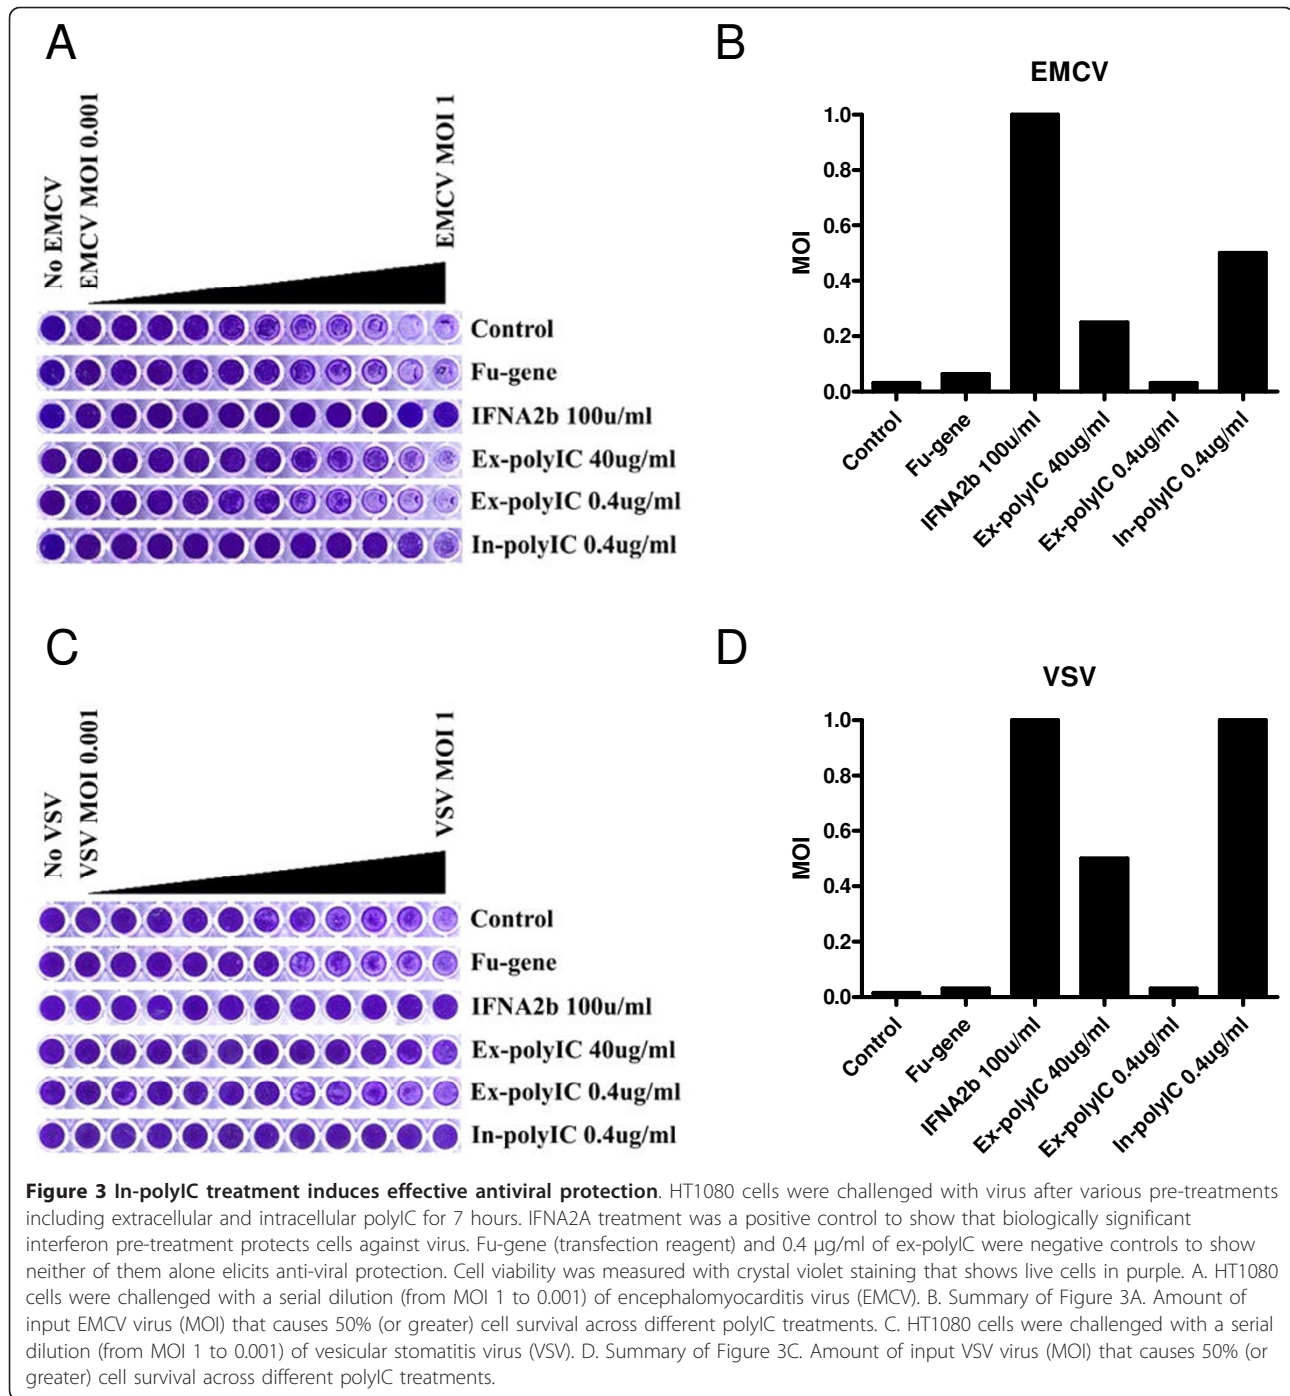 A
No EMCV
EMCV MOI 0.001
EMCV MOI 1
Control
Fu-gene
IFNA2b 100u/ml
Ex-polyIC 40ug/ml
Ex-polyIC 0.4ug/ml
In-polyIC 0.4ug/ml
B
EMCV
MOI
1.0
0.8
0.6
0.4
0.2
0.0
Control
Fu-gene
IFNA2b 100u/ml
Ex-polyIC 40ug/ml
Ex-polyIC 0.4ug/ml
In-polyIC 0.4ug/ml
C
No VSV
VSV MOI 0.001
VSV MOI 1
Control
Fu-gene
IFNA2b 100u/ml
Ex-polyIC 40ug/ml
Ex-polyIC 0.4ug/ml
In-polyIC 0.4ug/ml
D
VSV
MOI
1.0
0.8
0.6
0.4
0.2
0.0
Control
Fu-gene
IFNA2b 100u/ml
Ex-polyIC 40ug/ml
Ex-polyIC 0.4ug/ml
In-polyIC 0.4ug/ml
Figure 3 In-polyIC treatment induces effective antiviral protection. HT1080 cells were challenged with virus after various pre-treatments
including extracellular and intracellular polyIC for 7 hours. IFNA2A treatment was a positive control to show that biologically significant
interferon pre-treatment protects cells against virus. Fu-gene (transfection reagent) and 0.4 μg/ml of ex-polyIC were negative controls to show
neither of them alone elicits anti-viral protection. Cell viability was measured with crystal violet staining that shows live cells in purple. A. HT1080
cells were challenged with a serial dilution (from MOI 1 to 0.001) of encephalomyocarditis virus (EMCV). B. Summary of Figure 3A. Amount of
input EMCV virus (MOI) that causes 50% (or greater) cell survival across different polyIC treatments. C. HT1080 cells were challenged with a serial
dilution (from MOI 1 to 0.001) of vesicular stomatitis virus (VSV). D. Summary of Figure 3C. Amount of input VSV virus (MOI) that causes 50% (or
greater) cell survival across different polyIC treatments.